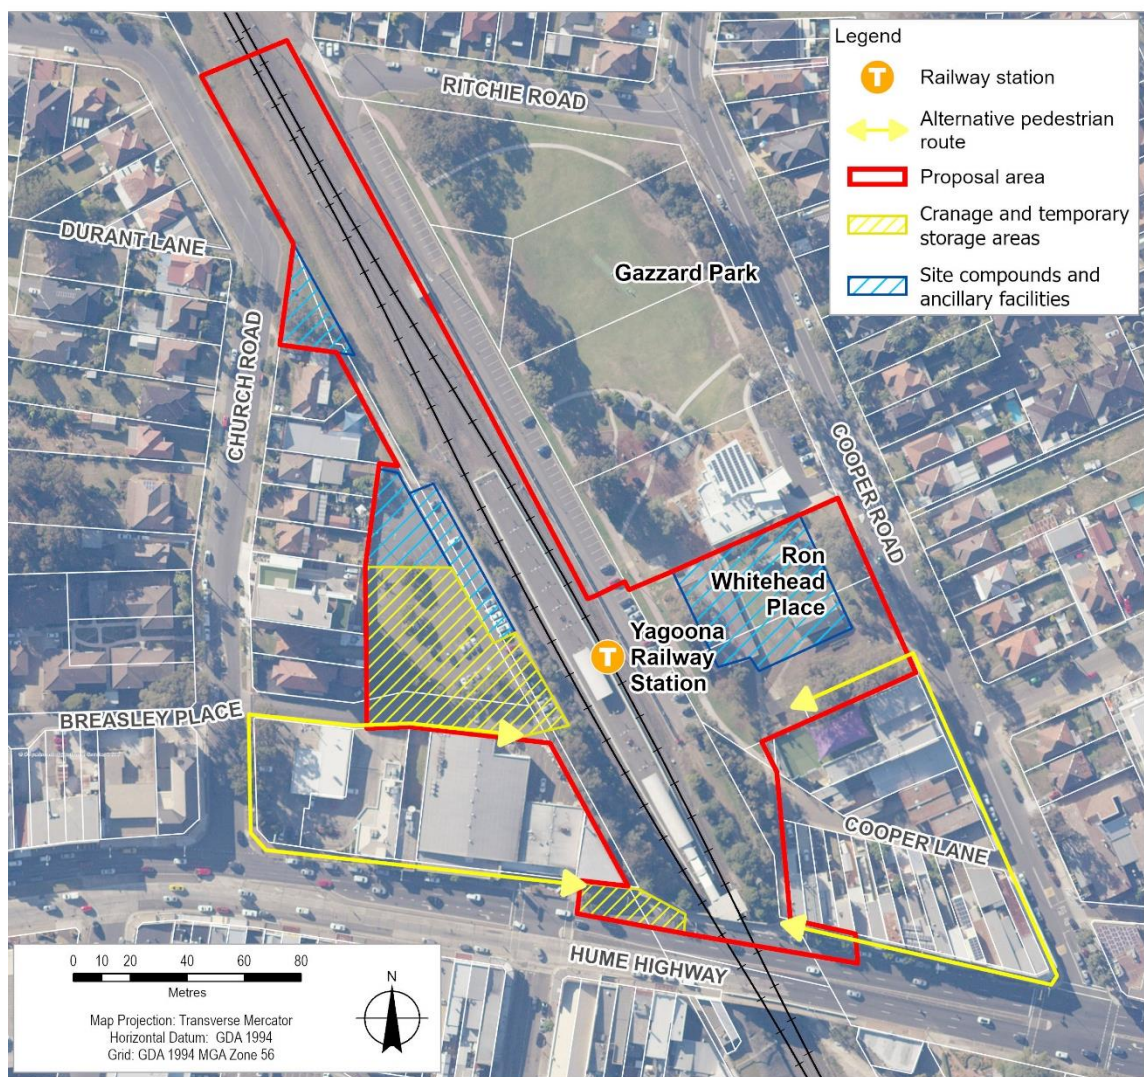 Legend
T
Railway station
Alternative pedestrian
route
Proposal area
Cranage and temporary
storage areas
Site compounds and
ancillary facilities
RITCHIE ROAD
DURANT LANE
Gazzard Park
CHURCH ROAD
COOPER ROAD
Ron
Whitehead
Place
T
Yagoona
Railway
Station
BREASLEY PLACE
COOPER LANE
HUME HIGHWAY
0 10 20 40 60 80
Metres
Map Projection: Transverse Mercator
Horizontal Datum: GDA 1994
Grid: GDA 1994 MGA Zone 56
N